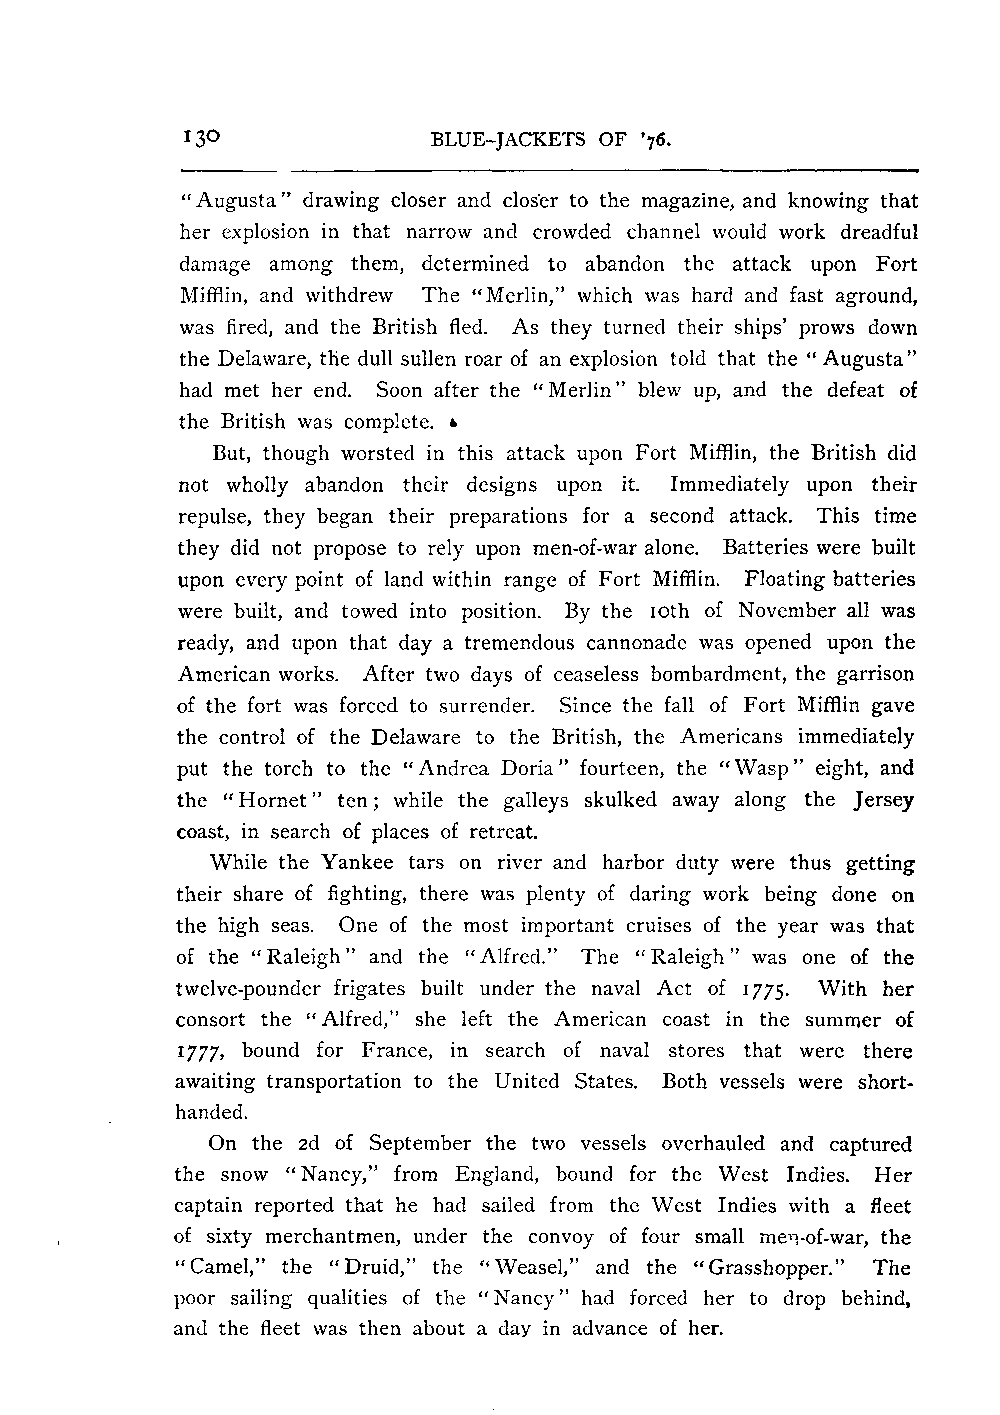 130 BLUE-JACKETS OF '76.
"Augusta" drawing closer and closer to the magazine, and knowing that
her explosion in that narrow and crowded channel would work dreadful
damage among them, determined to abandon the attack upon Fort
Mifflin, and withdrew The "Merlin," which was hard and fast aground,
was fired, and the British fled. As they turned their ships' prows down
the Delaware, the dull sullen roar of an explosion told that the "Augusta"
had met her end. Soon after the "Merlin" blew up, and the defeat of
the British was complete.
But, though worsted in this attack upon Fort Mifflin, the British did
not wholly abandon their designs upon it. Immediately upon their
repulse, they began their preparations for a second attack. This time
they did not propose to rely upon men-of-war alone. Batteries were built
upon every point of land within range of Fort Mifflin. Floating batteries
were built, and towed into position. By the 10th of November all was
ready, and upon that day a tremendous cannonade was opened upon the
American works. After two days of ceaseless bombardment, the garrison
of the fort was forced to surrender. Since the fall of Fort Mifflin gave
the control of the Delaware to the British, the Americans immediately
put the torch to the "Andrea Doria" fourteen, the "Wasp" eight, and
the "Hornet" ten; while the galleys skulked away along the Jersey
coast, in search of places of retreat.
While the Yankee tars on river and harbor duty were thus getting
their share of fighting, there was plenty of daring work being done on
the high seas. One of the most important cruises of the year was that
of the "Raleigh" and the "Alfred." The "Raleigh" was one of the
twelve-pounder frigates built under the naval Act of 1775. With her
consort the "Alfred," she left the American coast in the summer of
1777, bound for France, in search of naval stores that were there
awaiting transportation to the United States. Both vessels were short-
handed.
On the 2d of September the two vessels overhauled and captured
the snow "Nancy," from England, bound for the West Indies. Her
captain reported that he had sailed from the West Indies with a fleet
of sixty merchantmen, under the convoy of four small men-of-war, the
"Camel," the "Druid," the "Weasel," and the "Grasshopper." The
poor sailing qualities of the "Nancy" had forced her to drop behind,
and the fleet was then about a day in advance of her.